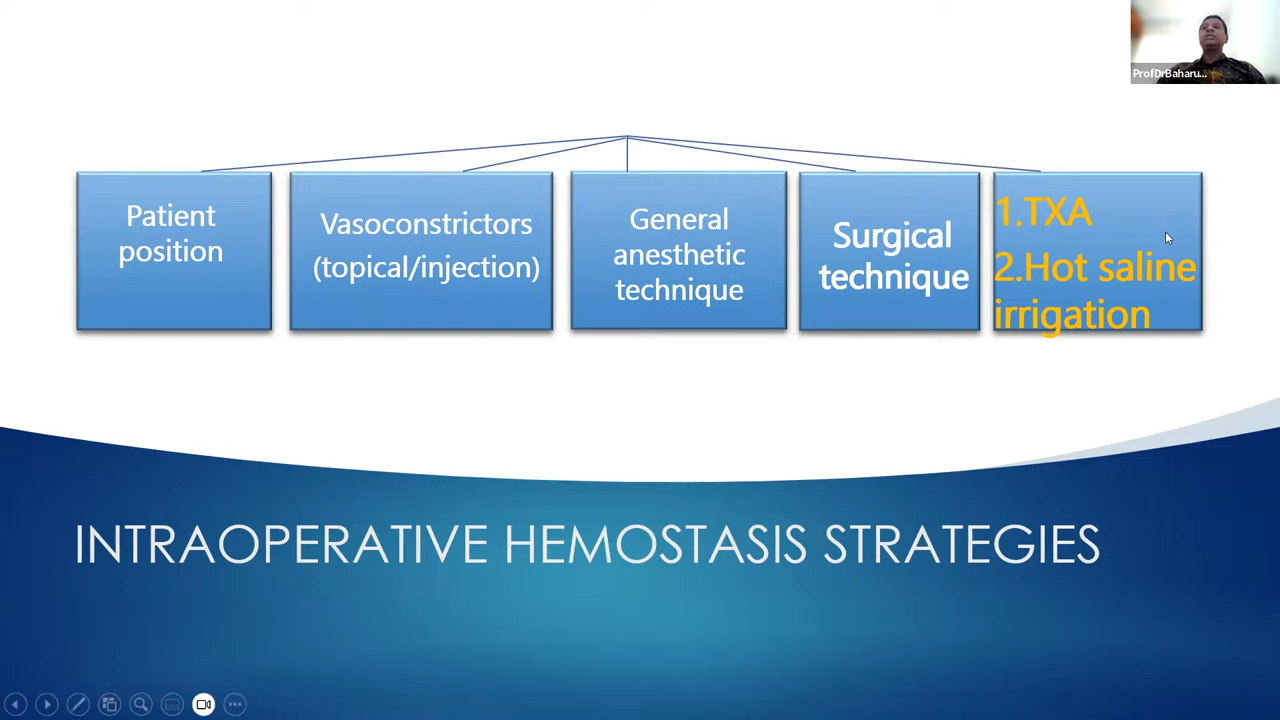 ProfDrBaharu...
Patient
position
Vasoconstrictors
(topical/injection)
General
anesthetic
technique
Surgical
technique
1.TXA
2.Hot saline
irrigation
INTRAOPERATIVE HEMOSTASIS STRATEGIES